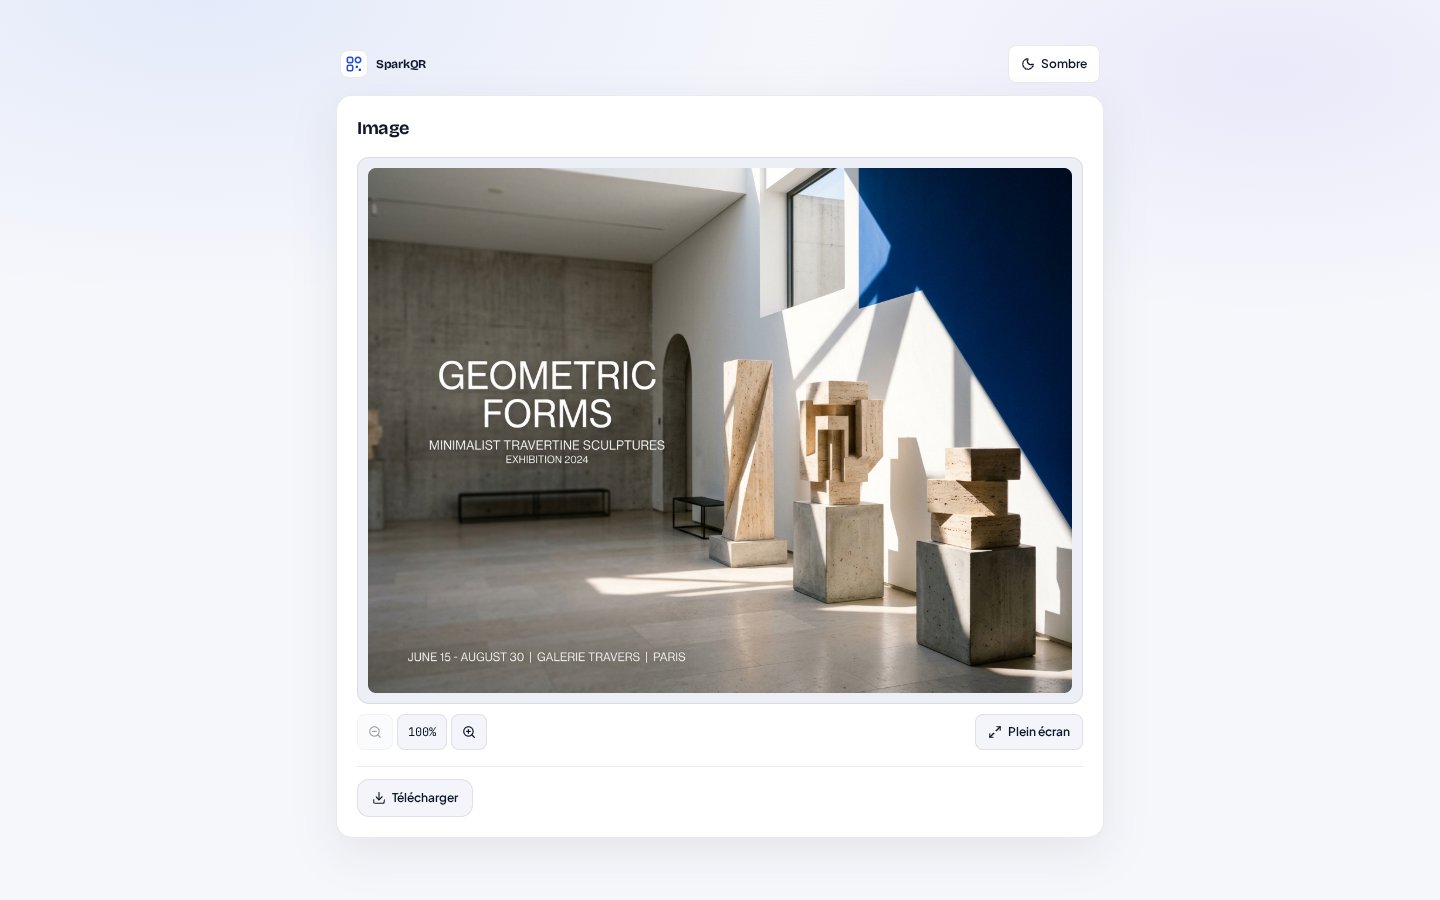 SparkQR
Sombre
Image
GEOMETRIC
FORMS
MINIMALIST TRAVERTINE SCULPTURES
EXHIBITION 2024
JUNE 15 - AUGUST 30 | GALERIE TRAVERS | PARIS
100%
Plein écran
Télécharger